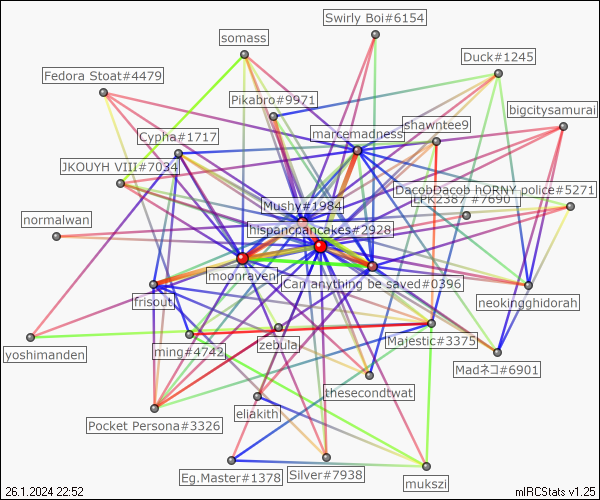 Swirly Boi#6154
somass
Duck#1245
Fedora Stoat#4479
Pikabro#9971
bigcitysamurai
shawntee9
marcemadness
Cypha#1717
JKOUYH VIII#7034
DacobDacob hORNY police#5271
LPK2387 #7690
Mushy#1984
normalwan
hispancrancakes#2928
moonraven
Can anything be saved#0396
frisout
neokingghidorah
Majestic#3375
zebula
ming#4742
yoshimanden
Madネコ#6901
thesecondtwat
eliakith
Pocket Persona#3326
Silver#7938
Eg.Master#1378
mukszi
26.1.2024 22:52
mIRCStats v1.25